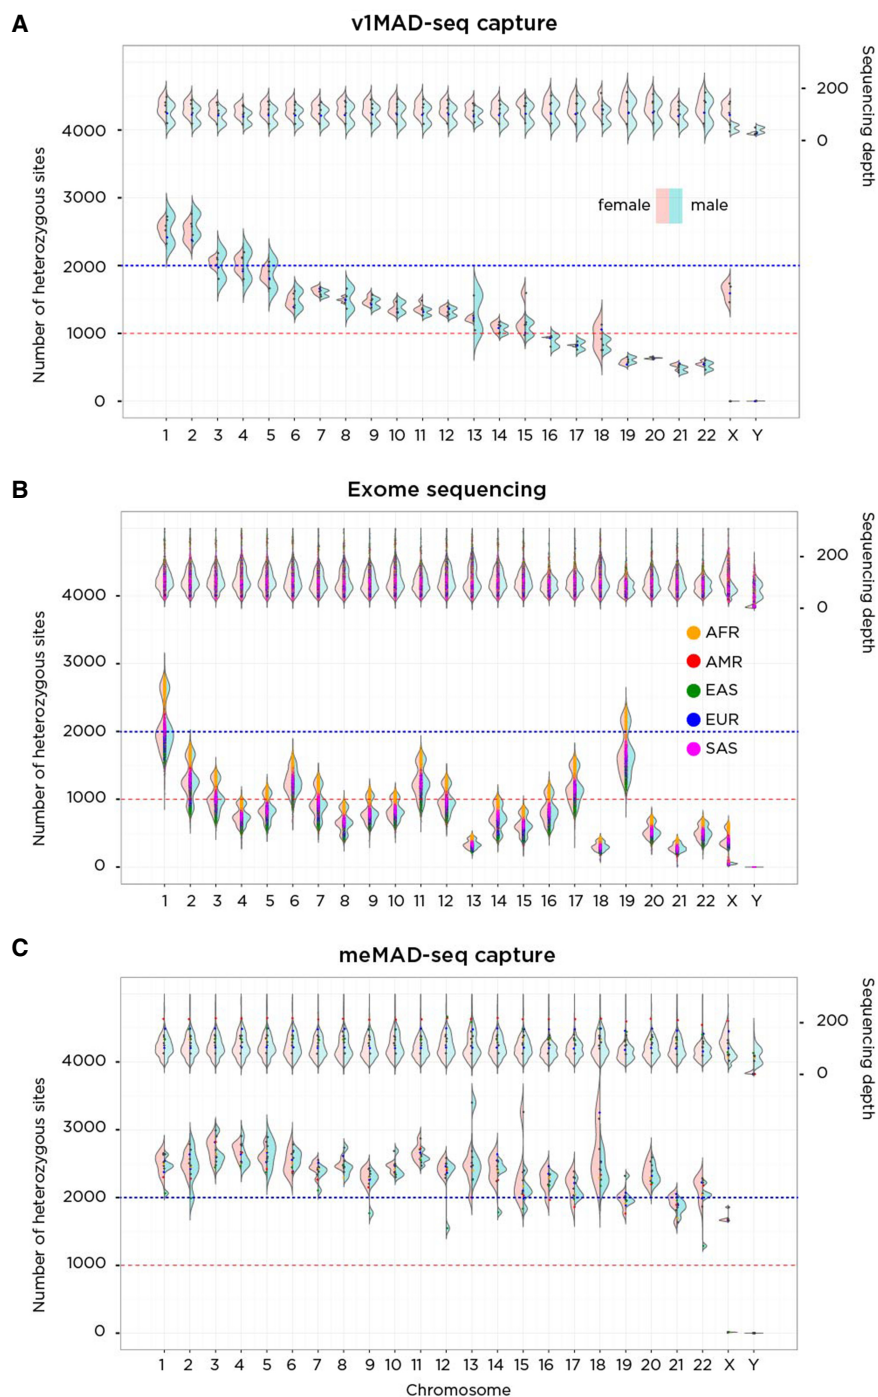 A
v1MAD-seq capture
Number of heterozygous sites
4000
3000
2000
1000
0
200
0
Sequencing depth
female male
1 2 3 4 5 6 7 8 9 10 11 12 13 14 15 16 17 18 19 20 21 22 X Y
B
Exome sequencing
Number of heterozygous sites
4000
3000
2000
1000
0
200
0
Sequencing depth
AFR
AMR
EAS
EUR
SAS
1 2 3 4 5 6 7 8 9 10 11 12 13 14 15 16 17 18 19 20 21 22 X Y
C
meMAD-seq capture
Number of heterozygous sites
4000
3000
2000
1000
0
200
0
Sequencing depth
1 2 3 4 5 6 7 8 9 10 11 12 13 14 15 16 17 18 19 20 21 22 X Y
Chromosome